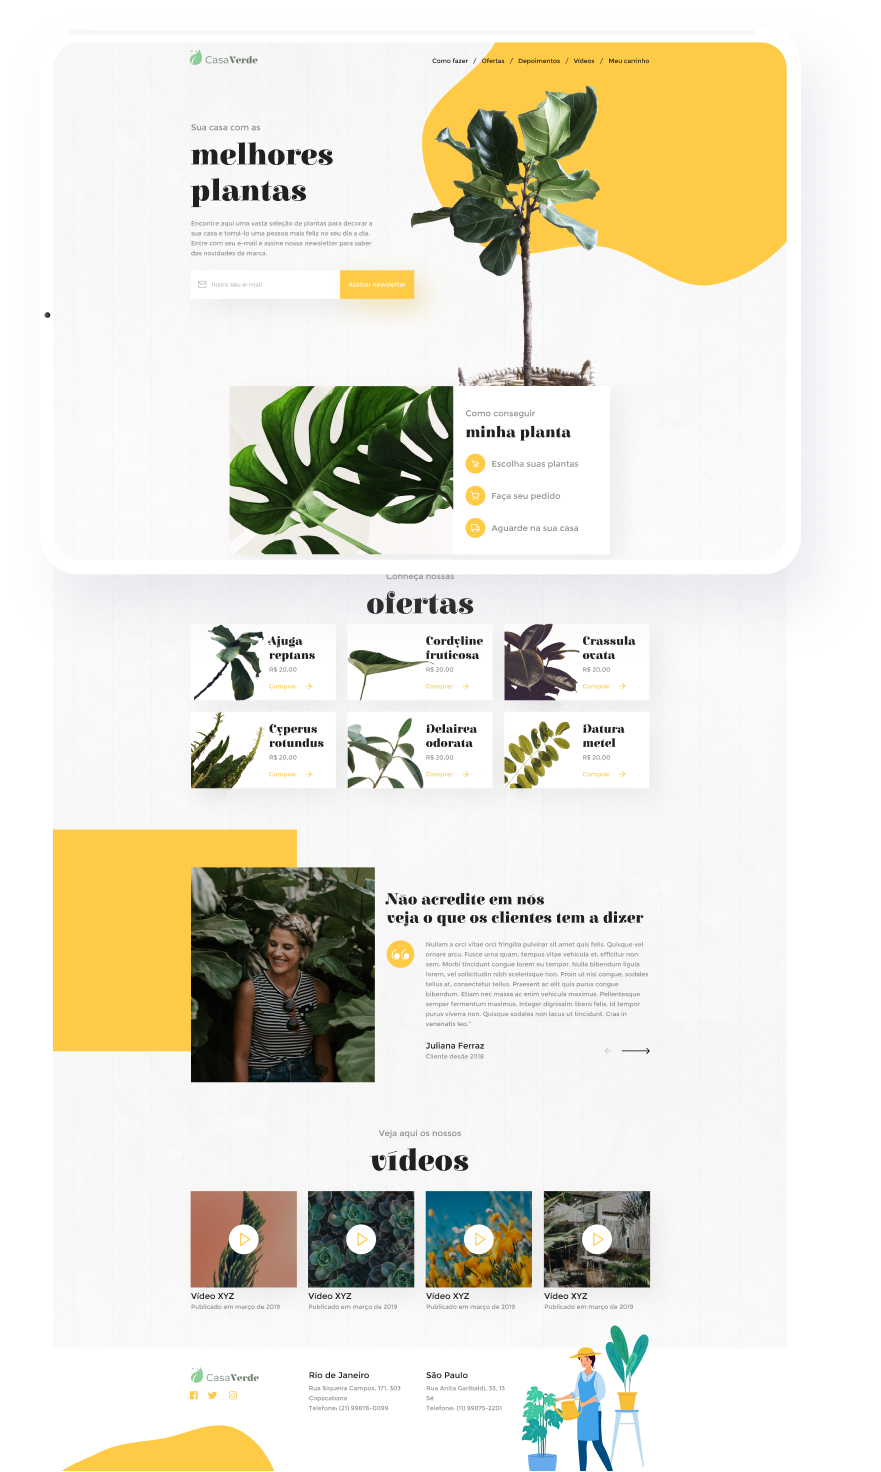 CasaVerde
Como fazer / Ofertas / Depoimentos / Vídeos / Meu carrinho
Sua casa com as
melhores
plantas
Encontre aqui uma vasta seleção de plantas para decorar a
sua casa e torná-lo uma pessoa mais feliz no seu dia a dia.
Entre com seu e-mail e assine nossa newsletter para saber
das novidades da marca.
Insira seu e-mail
Assinar newsletter
Como conseguir
minha planta
Escolha suas plantas
Faça seu pedido
Aguarde na sua casa
Conheça nossas
ofertas
Ajuga
reptans
R$ 20,00
Comprar
Cordyline
fruticosa
R$ 20,00
Comprar
Crassula
ovata
R$ 20,00
Comprar
Cyperus
rotundus
R$ 20,00
Comprar
Delairea
odorata
R$ 20,00
Comprar
Datura
metel
R$ 20,00
Comprar
Não acredite em nós
veja o que os clientes tem a dizer
Nullam a orci vitae orci fringilla pulvinar sit amet quis felis. Quisque vel
ornare arcu. Fusce urna quam, tempus vitae vehicula et, efficitur non
sem. Morbi tincidunt congue lorem eu tempor. Nulla bibendum ligula
lorem, vel sollicitudin nibh scelerisque non. Proin ut nisi congue, sodales
tellus at, consectetur tellus. Praesent ac elit quis purus congue
bibendum. Etiam nec massa ac enim vehicula maximus. Pellentesque
semper fermentum maximus. Integer dignissim libero felis, id tempor
purus viverra non. Quisque sodales non lacus ut tincidunt. Cras in
venenatis leo."
Juliana Ferraz
Cliente desde 2018
Veja aqui os nossos
vídeos
Vídeo XYZ
Publicado em março de 2019
Vídeo XYZ
Publicado em março de 2019
Vídeo XYZ
Publicado em março de 2019
Vídeo XYZ
Publicado em março de 2019
CasaVerde
Rio de Janeiro
Rua Siqueira Campos, 171, 303
Copacabana
Telefone: (21) 99876-0099
São Paulo
Rua Anita Garibaldi, 33, 13
Sé
Telefone: (11) 99875-2201